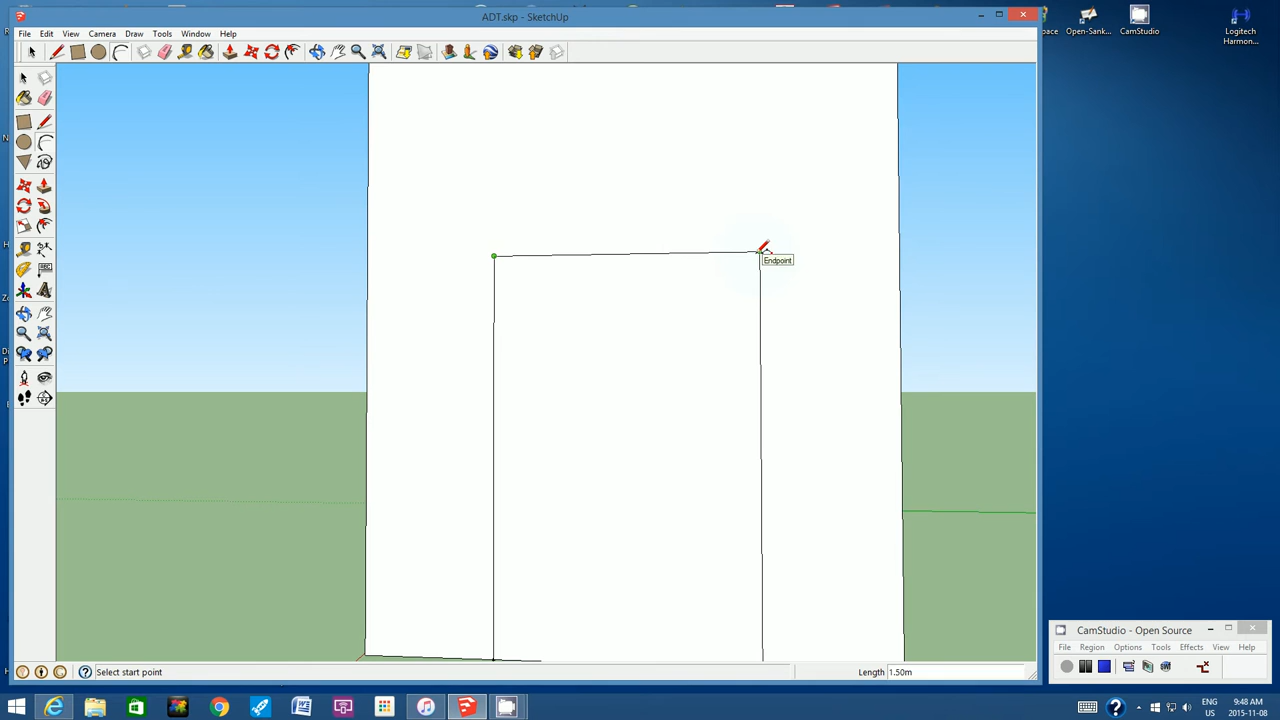 ADT.skp - SketchUp
File Edit View Camera Draw Tools Window Help
Endpoint
Select start point
Length 1.50m
Open-Sank...
CamStudio
Logitech
Harmon...
CamStudio - Open Source
File Region Options Tools Effects View Help
ENG
US
9:48 AM
2015-11-08